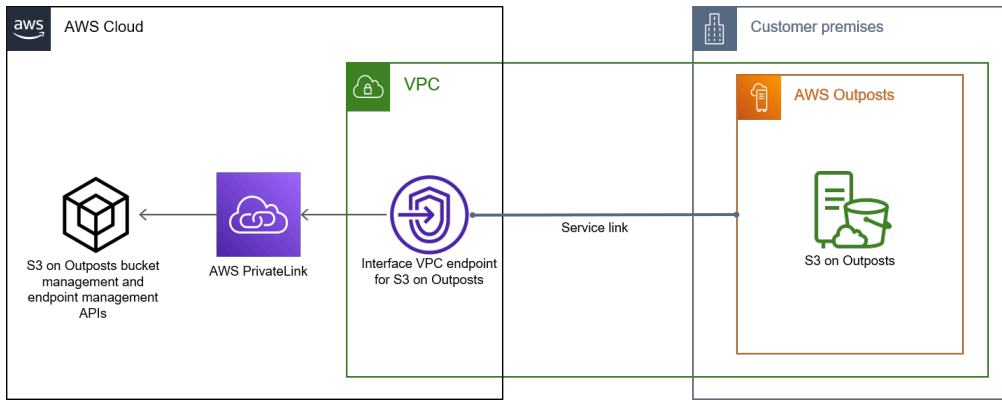 aws
AWS Cloud
Customer premises
VPC
AWS Outposts
Service link
S3 on Outposts bucket
management and
endpoint management
APIs
AWS PrivateLink
Interface VPC endpoint
for S3 on Outposts
S3 on Outposts